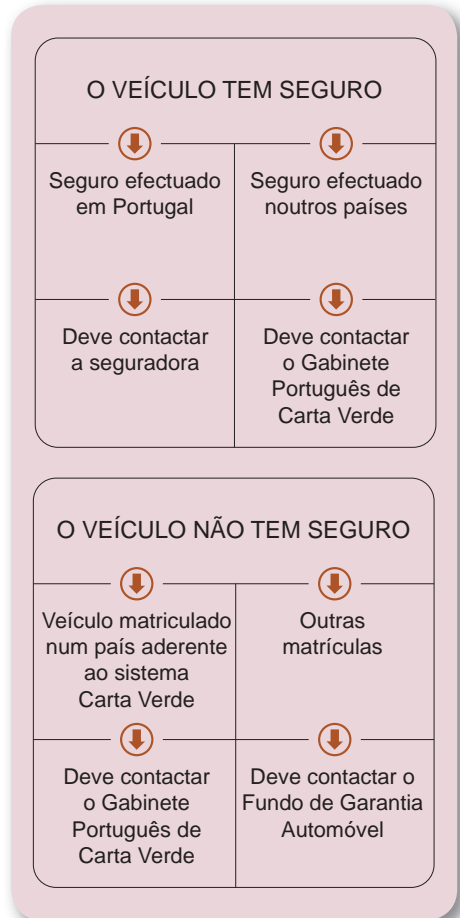 O VEÍCULO TEM SEGURO
Seguro efectuado
em Portugal
Seguro efectuado
noutros países
Deve contactar
a seguradora
Deve contactar
o Gabinete
Português de
Carta Verde
O VEÍCULO NÃO TEM SEGURO
Veículo matriculado
num país aderente
ao sistema
Carta Verde
Outras
matrículas
Deve contactar
o Gabinete
Português de
Carta Verde
Deve contactar o
Fundo de Garantia
Automóvel